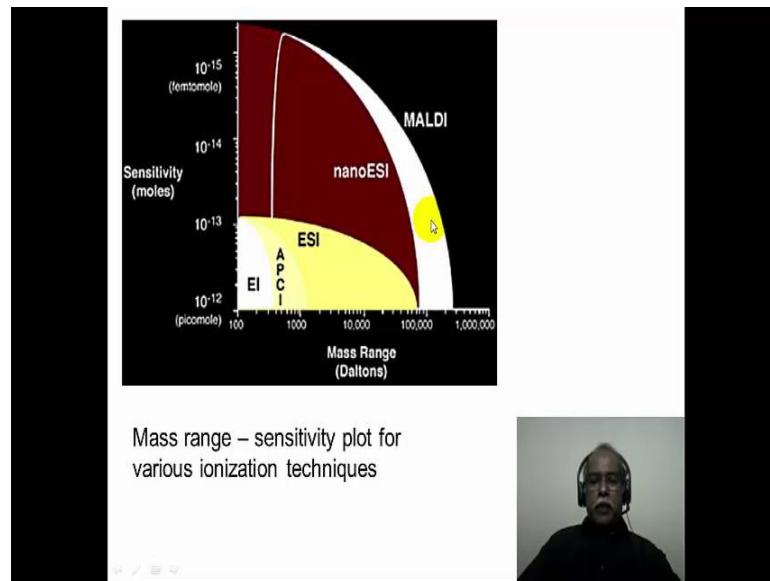 10-15
(femtomole)
MALDI
10-14
nanoESI
Sensitivity
(moles)
10-13
ESI
A
P
C
I
EI
10-12
(picomole)
100 1000 10,000 100,000 1,000,000
Mass Range
(Daltons)
Mass range – sensitivity plot for
various ionization techniques